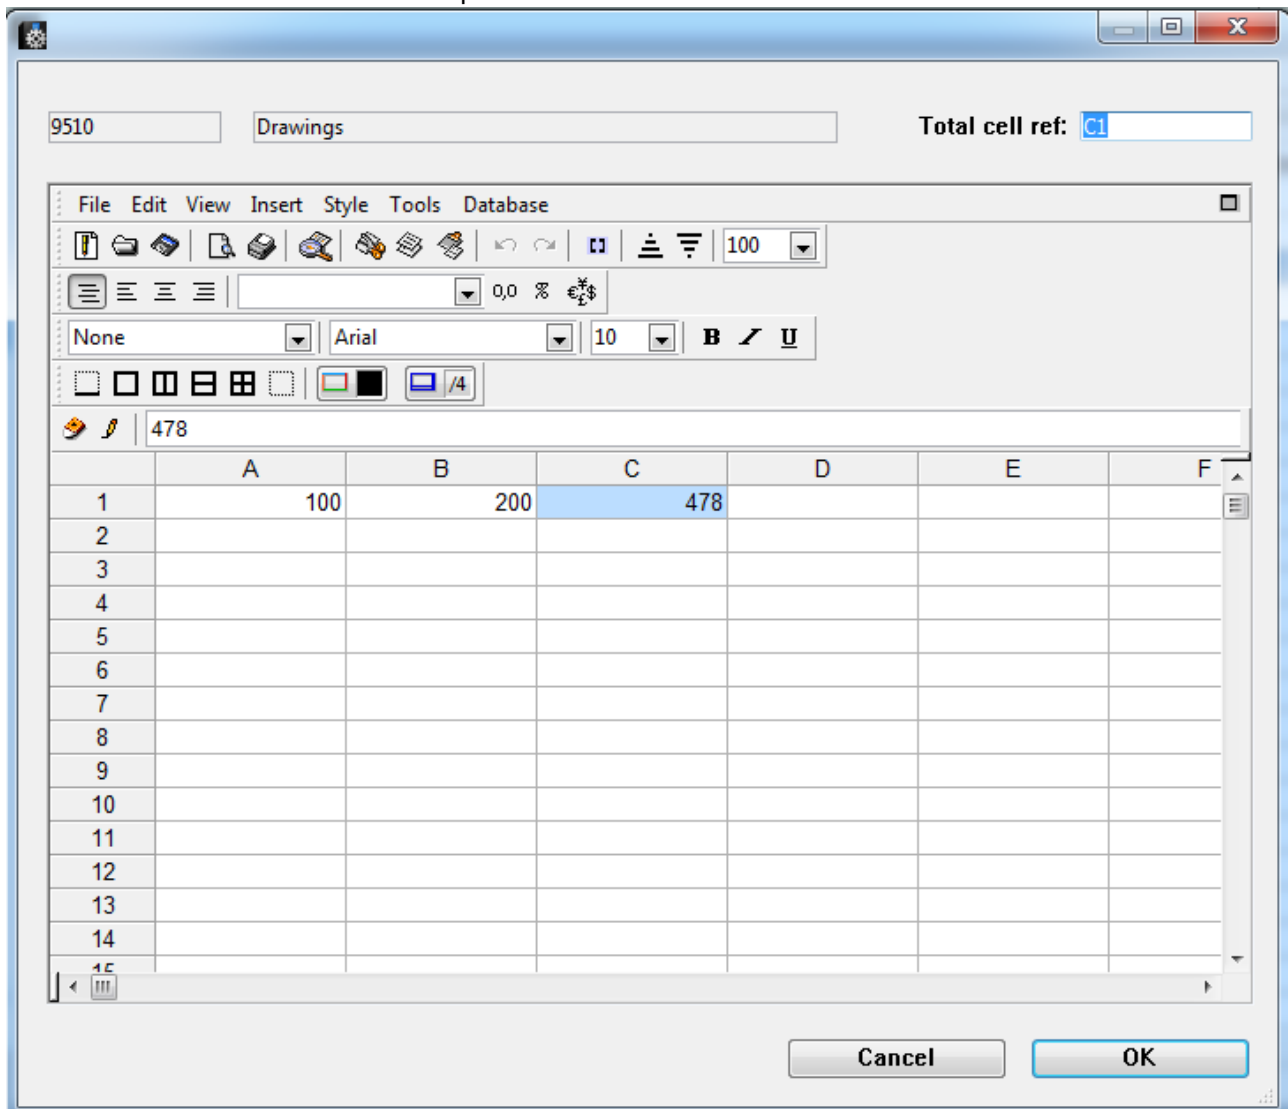 9510 Drawings Total cell ref: C1
File Edit View Insert Style Tools Database
100
0,0 % €¥£$
None Arial 10 B I U
/4
478
A B C D E F
1 100 200 478
2
3
4
5
6
7
8
9
10
11
12
13
14
15
Cancel OK